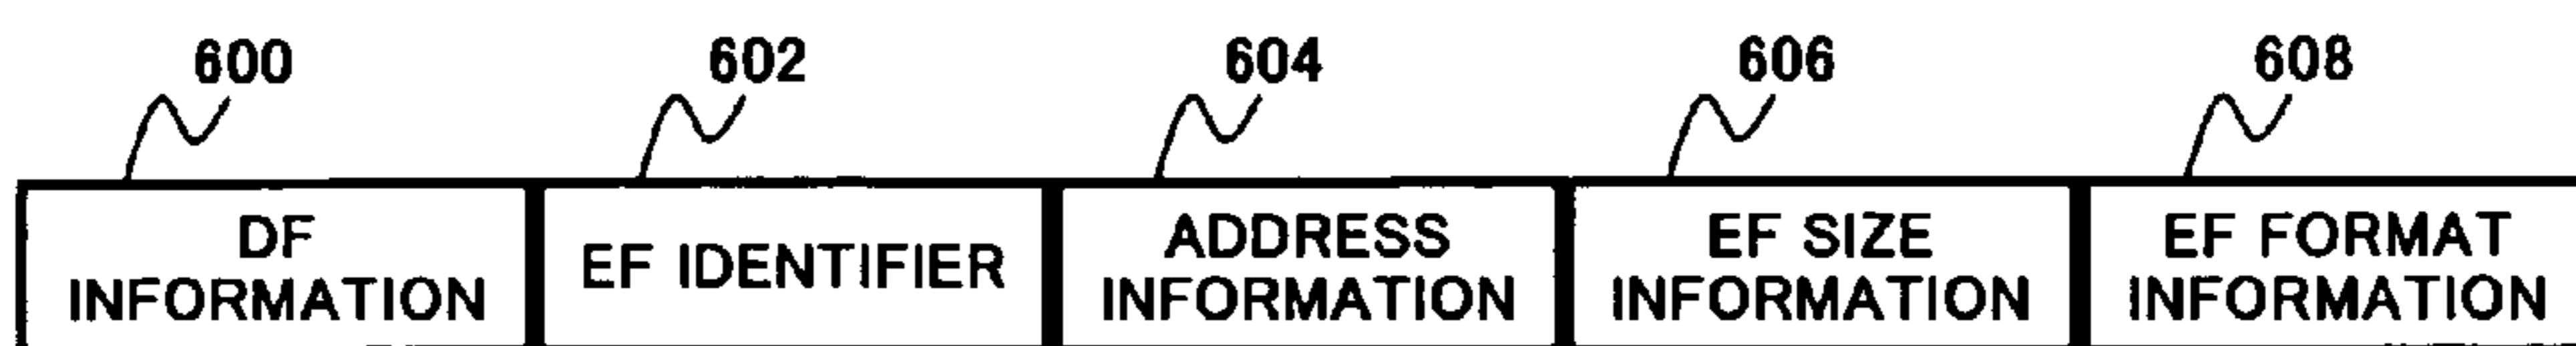 600 602 604 606 608
DF INFORMATION
EF IDENTIFIER
ADDRESS INFORMATION
EF SIZE INFORMATION
EF FORMAT INFORMATION